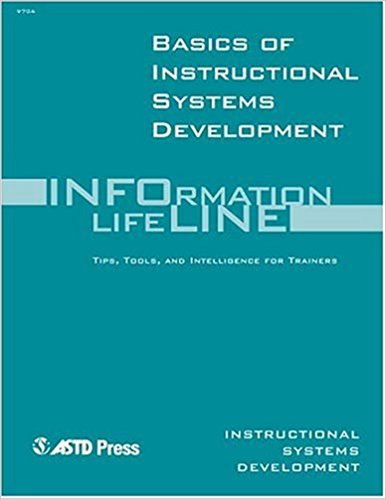 9704
BASICS OF
INSTRUCTIONAL
SYSTEMS
DEVELOPMENT
INFORMATION
LIFELINE
TIPS, TOOLS, AND INTELLIGENCE FOR TRAINERS
ASTD Press
INSTRUCTIONAL
SYSTEMS
DEVELOPMENT